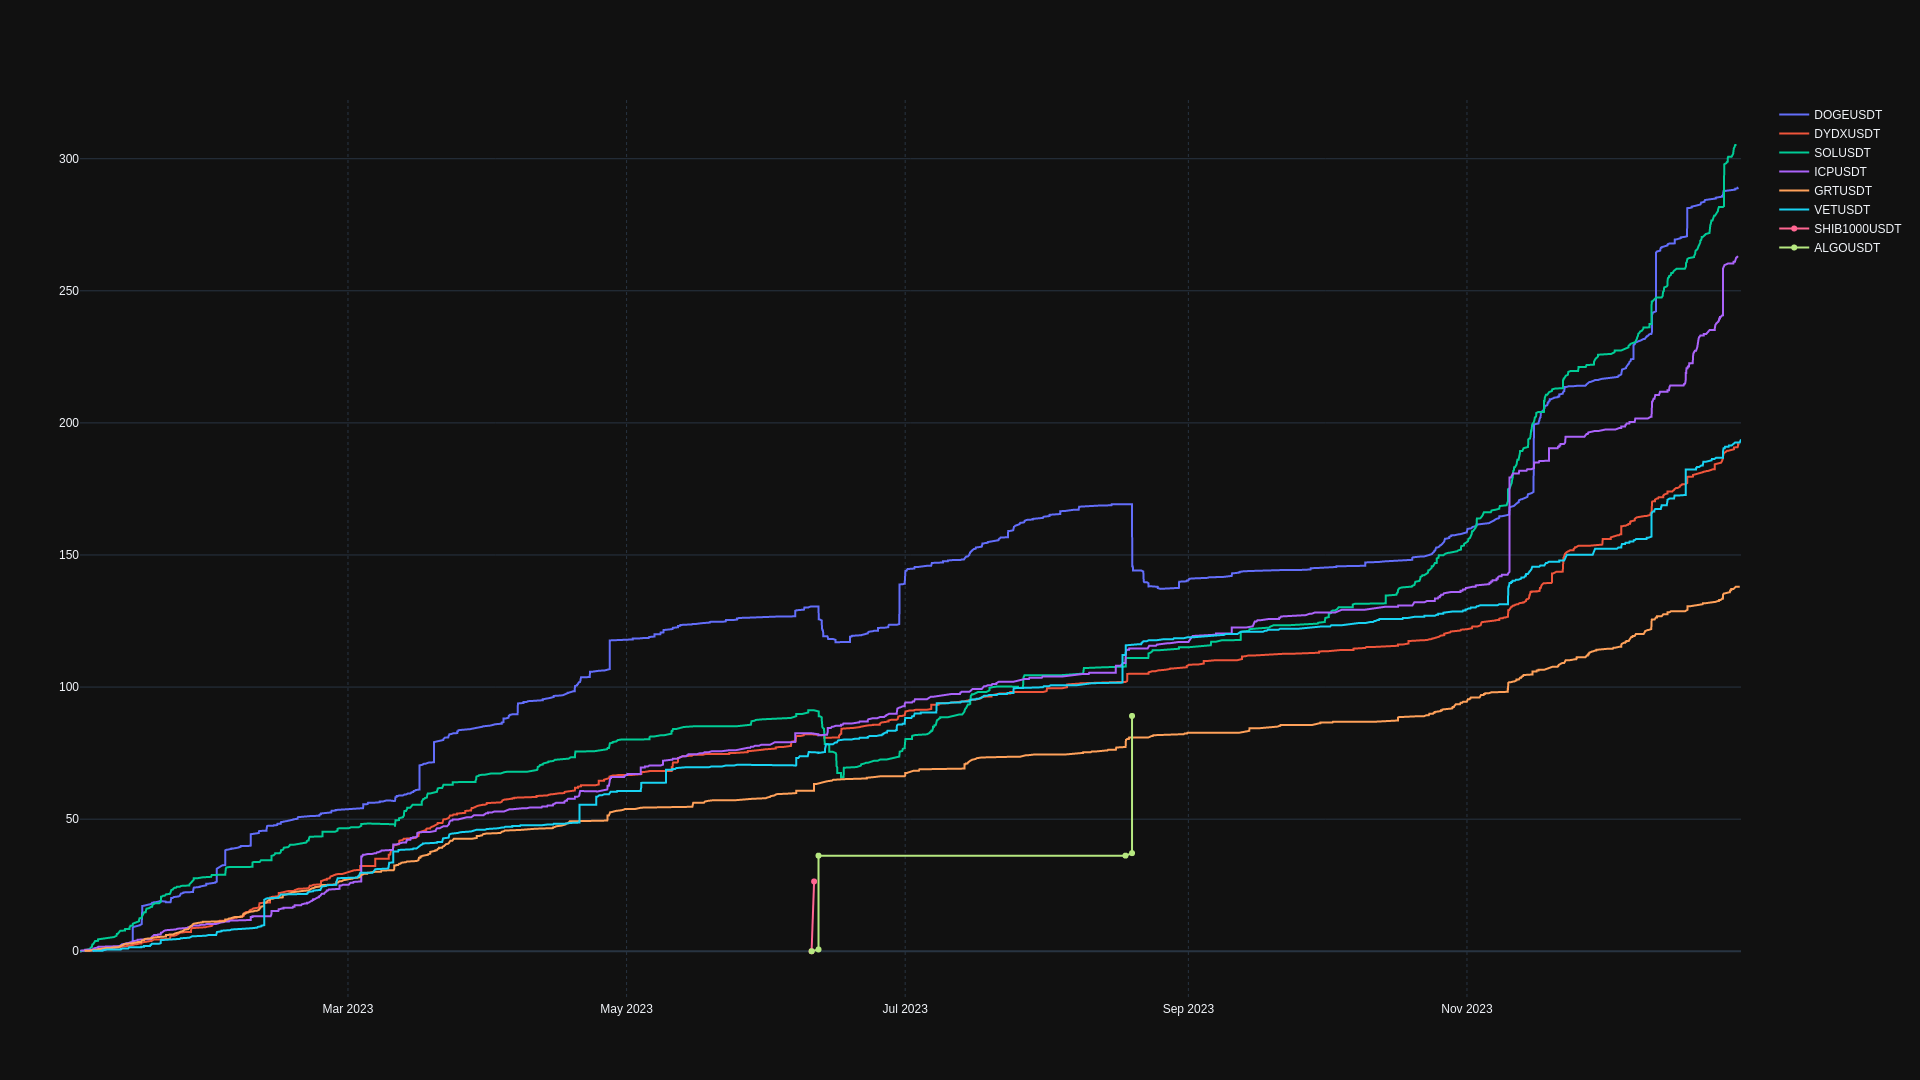 DOGEUSDT
DYDXUSDT
SOLUSDT
ICPUSDT
GRTUSDT
VETUSDT
SHIB1000USDT
ALGOUSDT
300
250
200
150
100
50
0
Mar 2023
May 2023
Jul 2023
Sep 2023
Nov 2023